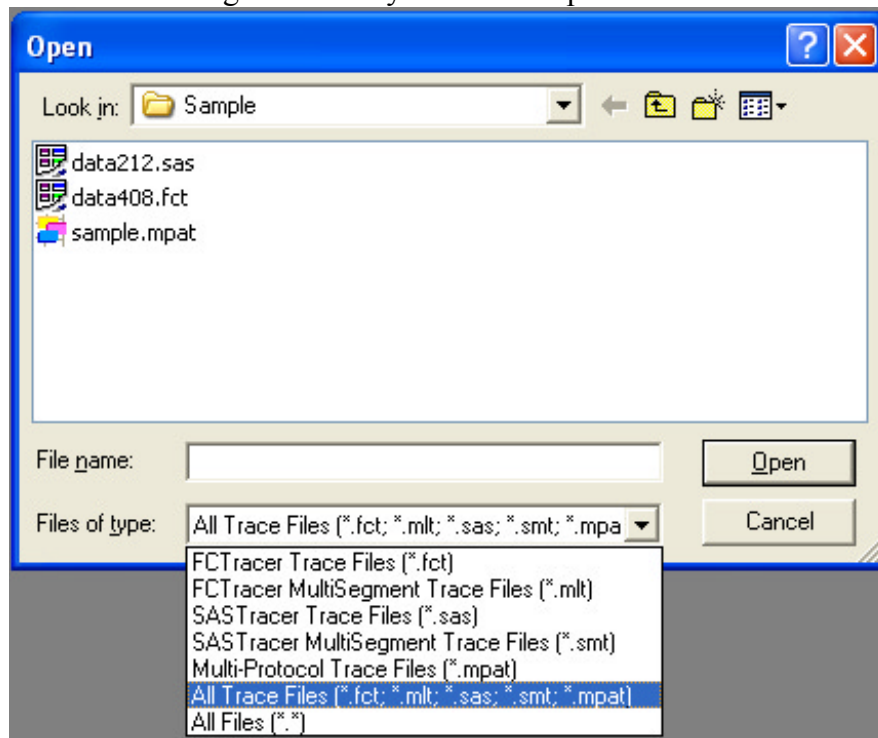 Open
Look in: Sample
data212.sas
data408.fct
sample.mpat
File name:
Open
Files of type: All Trace Files (*.fct; *.mlt; *.sas; *.smt; *.mpa
Cancel
FCTracer Trace Files (*.fct)
FCTracer MultiSegment Trace Files (*.mlt)
SASTracer Trace Files (*.sas)
SASTracer MultiSegment Trace Files (*.smt)
Multi-Protocol Trace Files (*.mpat)
All Trace Files (*.fct; *.mlt; *.sas; *.smt; *.mpat)
All Files (*.*)